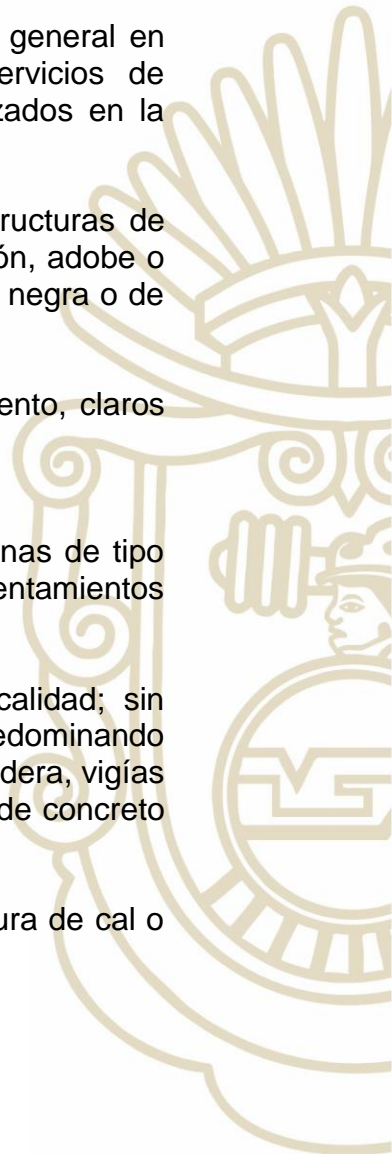 general en
ervicios de
zados en la
ructuras de
ón, adobe o
negra o de
ento, claros
nas de tipo
entamientos
calidad; sin
edominando
dera, vigías
de concreto
ura de cal o